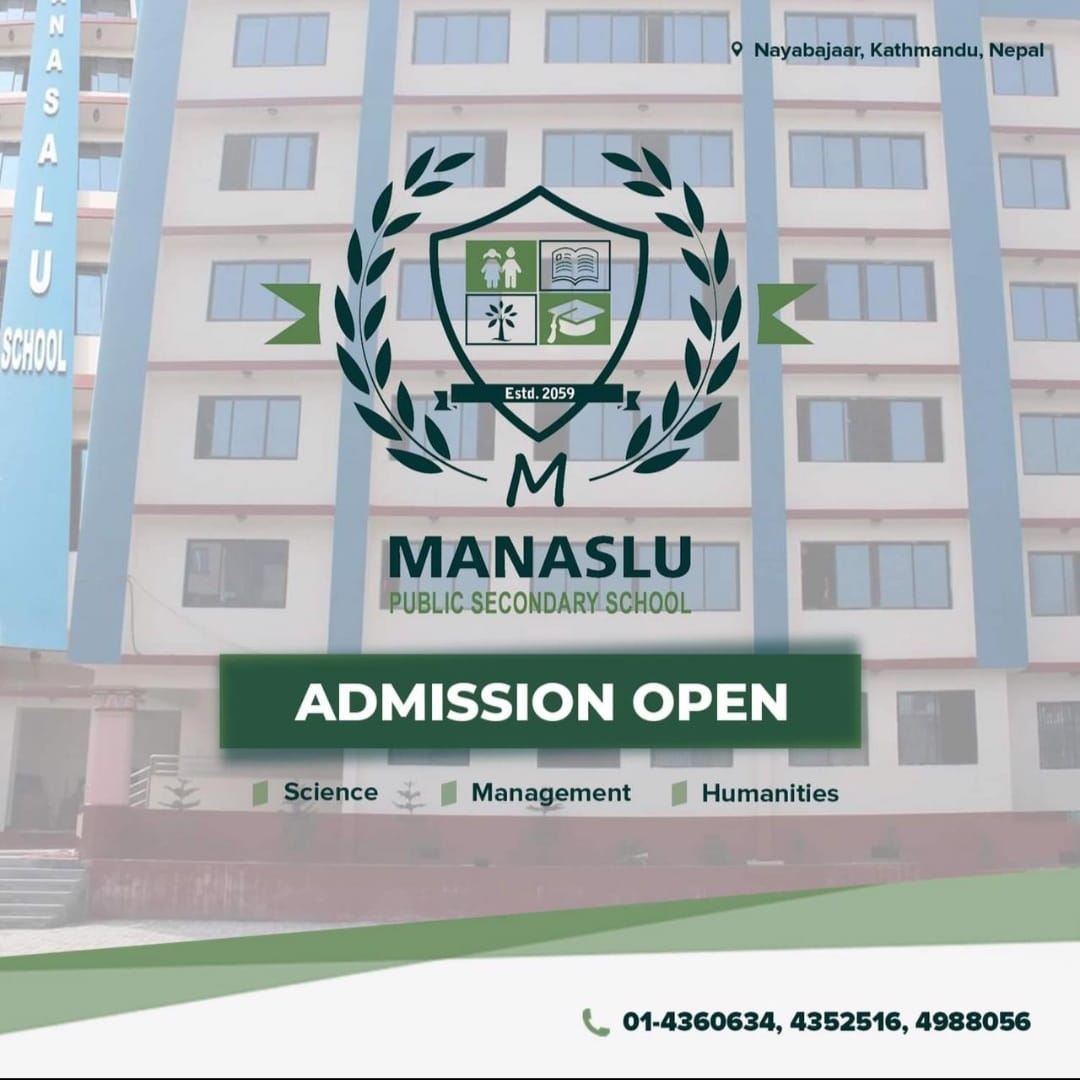 Nayabajaar, Kathmandu, Nepal
MANASALU
SCHOOL
Estd. 2059
M
MANASLU
PUBLIC SECONDARY SCHOOL
ADMISSION OPEN
Science
Management
Humanities
01-4360634, 4352516, 4988056